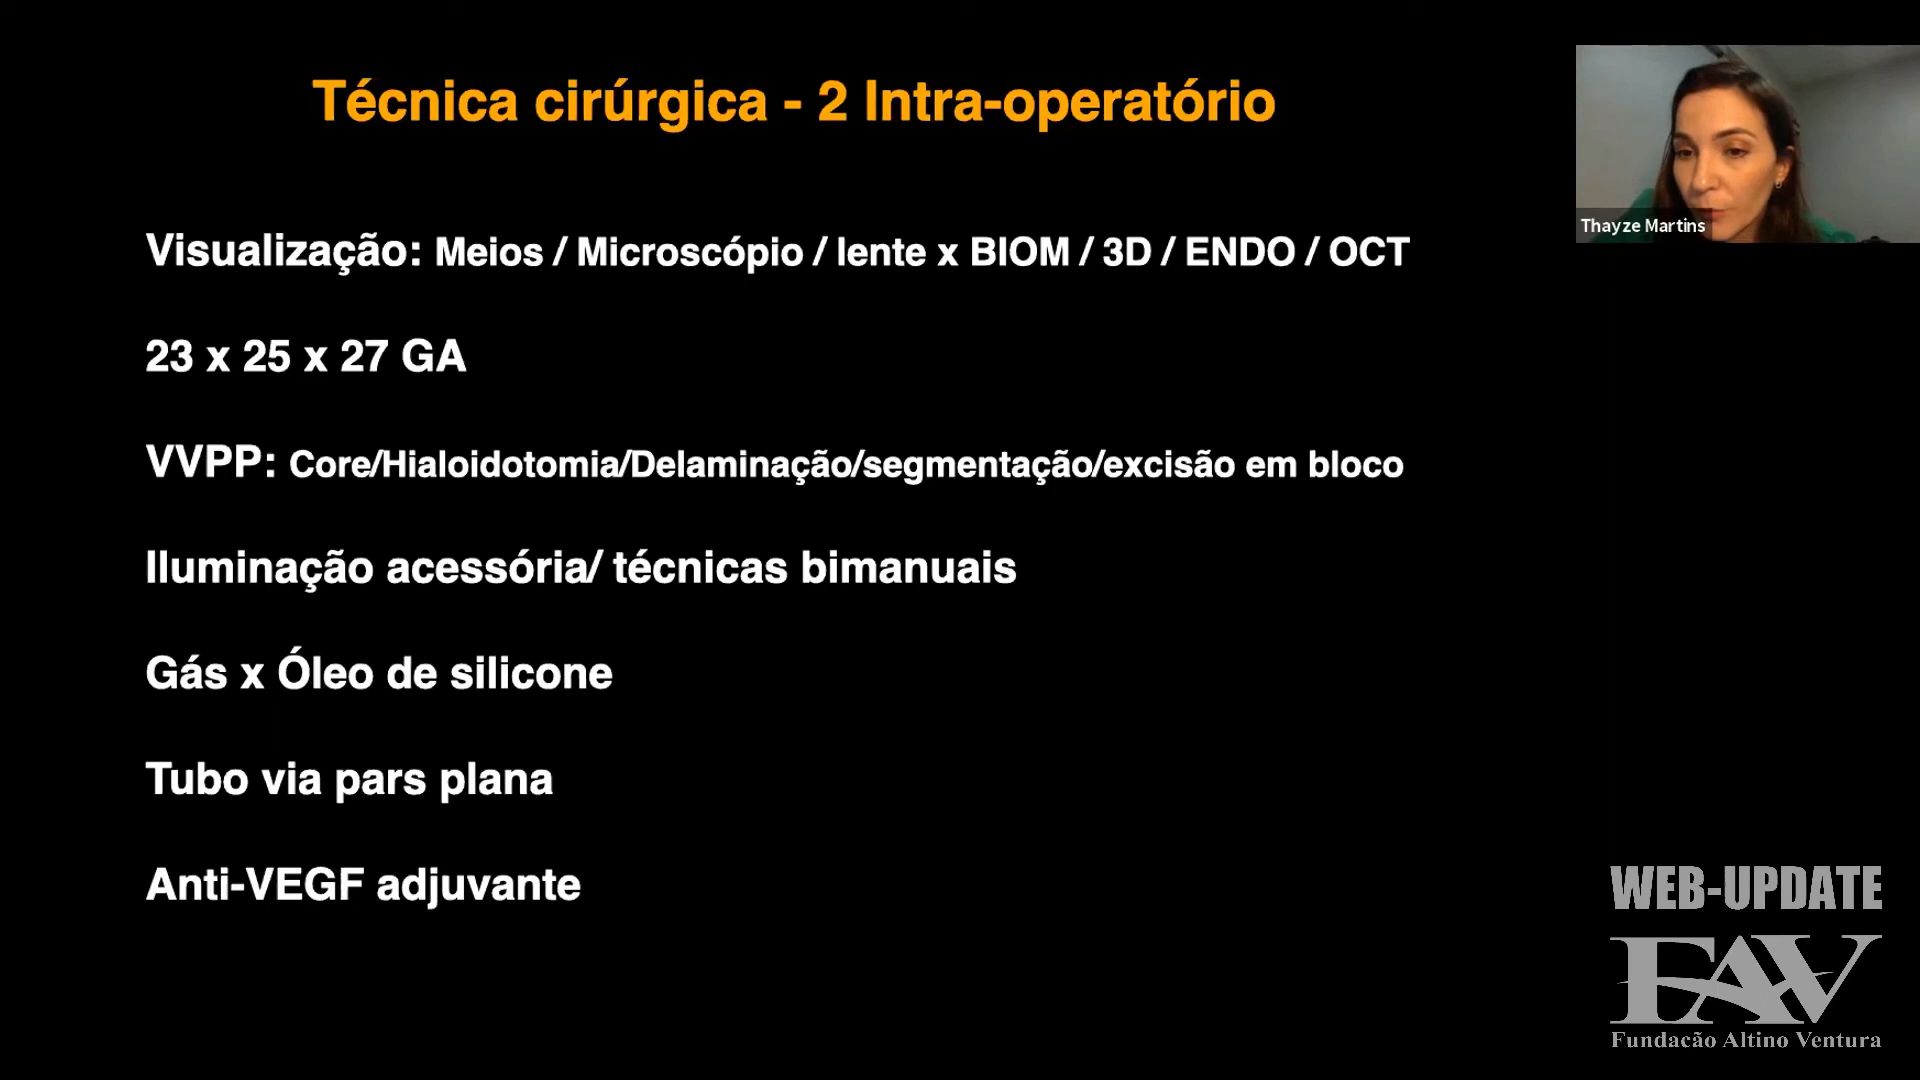 Técnica cirúrgica - 2 Intra-operatório
Thayze Martins
Visualização: Meios / Microscópio / lente x BIOM / 3D / ENDO / OCT
23 x 25 x 27 GA
VVPP: Core/Hialoidotomia/Delaminação/segmentação/excisão em bloco
Iluminação acessória/ técnicas bimanuais
Gás x Óleo de silicone
Tubo via pars plana
Anti-VEGF adjuvante
WEB-UPDATE
FAV
Fundacão Altino Ventura